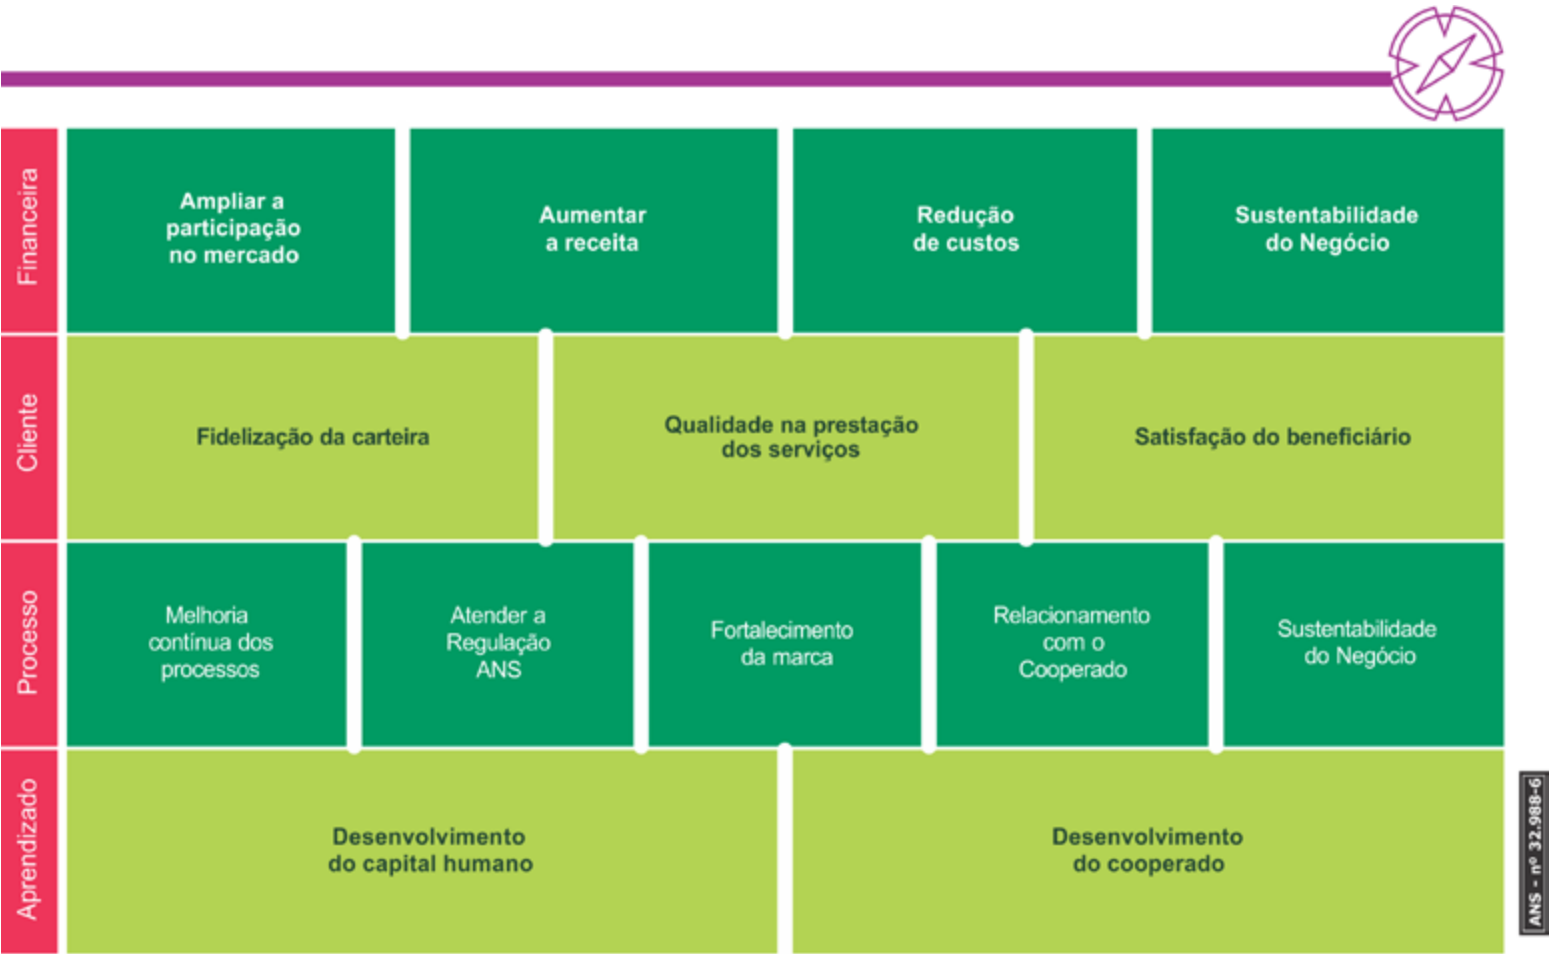 Financeira
Ampliar a
participação
no mercado
Aumentar
a receita
Redução
de custos
Sustentabilidade
do Negócio
Cliente
Fidelização da carteira
Qualidade na prestação
dos serviços
Satisfação do beneficiário
Processo
Melhoria
contínua dos
processos
Atender a
Regulação
ANS
Fortalecimento
da marca
Relacionamento
com o
Cooperado
Sustentabilidade
do Negócio
Aprendizado
Desenvolvimento
do capital humano
Desenvolvimento
do cooperado
ANS - nº 32.988-6